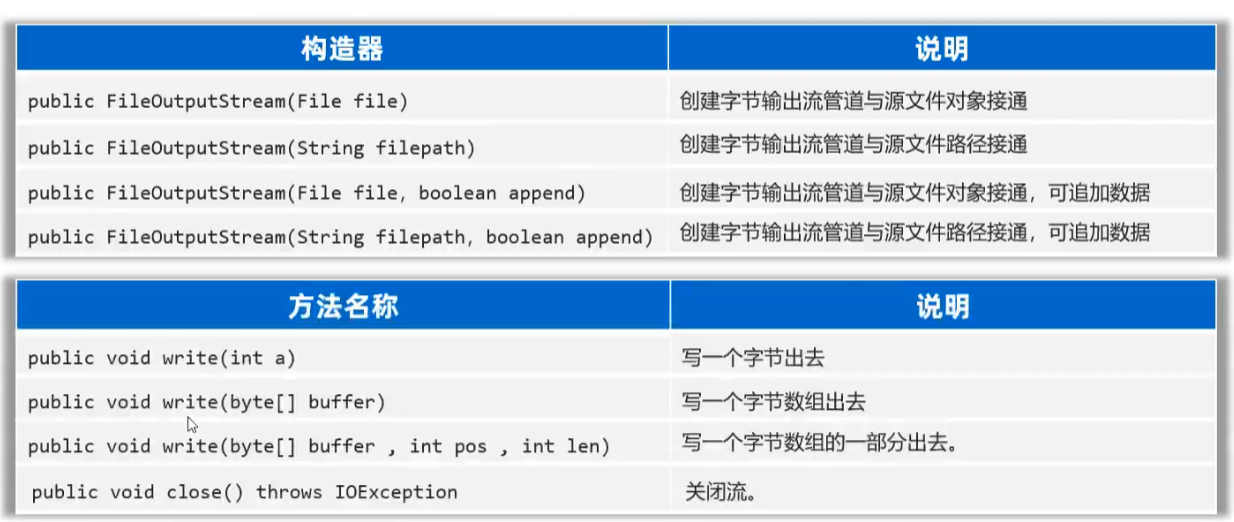 构造器 说明
public FileOutputStream(File file) 创建字节输出流管道与源文件对象接通
public FileOutputStream(String filepath) 创建字节输出流管道与源文件路径接通
public FileOutputStream(File file, boolean append) 创建字节输出流管道与源文件对象接通，可追加数据
public FileOutputStream(String filepath, boolean append) 创建字节输出流管道与源文件路径接通，可追加数据
方法名称 说明
public void write(int a) 写一个字节出去
public void write(byte[] buffer) 写一个字节数组出去
public void write(byte[] buffer , int pos , int len) 写一个字节数组的一部分出去。
public void close() throws IOException 关闭流。